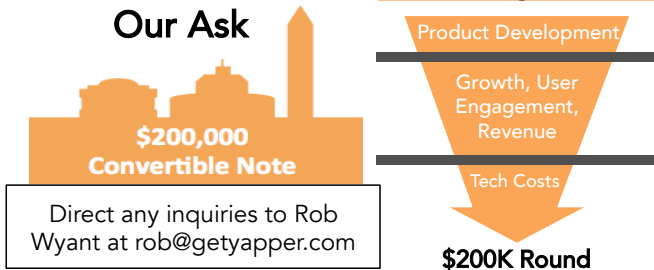 Our Ask
$200,000
Convertible Note
Direct any inquiries to Rob
Wyant at rob@getyapper.com
Product Development
Growth, User
Engagement,
Revenue
Tech Costs
$200K Round